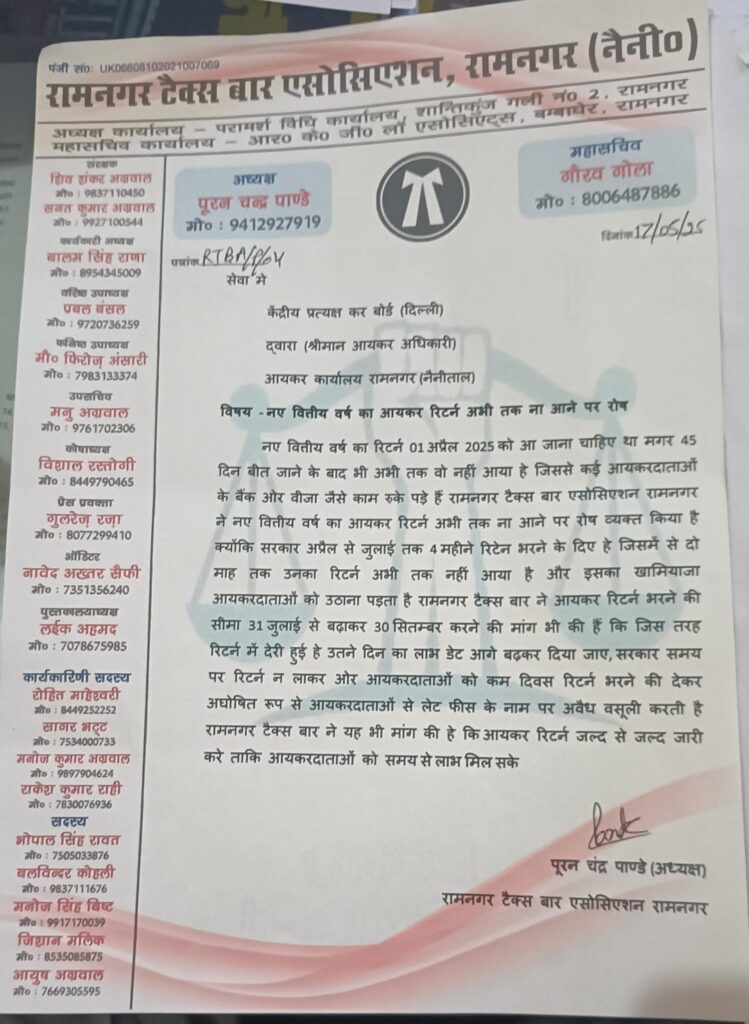 पंजी सं०: UK06608102021007069
रामनगर टैक्स बार एसोसिएशन, रामनगर (नैनी०)
अध्यक्ष कार्यालय – परामर्श विधि कार्यालय, शान्तिकुंज गली नं० 2, रामनगर
महासचिव कार्यालय – आर० के० जी० लॉ एसोसिएट्स, बम्बाघेर, रामनगर
संरक्षक
शिव शंकर अग्रवाल
मो० : 9837110450
सनत कुमार अग्रवाल
मो० : 9927100544
कार्यकारी अध्यक्ष
बालम सिंह राणा
मो० : 8954345009
वरिष्ठ उपाध्यक्ष
प्रबल बंसल
मो० : 9720736259
कनिष्ठ उपाध्यक्ष
मौ० फिरोज़ अंसारी
मो० : 7983133374
उपसचिव
मनु अग्रवाल
मो० : 9761702306
कोषाध्यक्ष
विशाल रस्तोगी
मो० : 8449790465
प्रेस प्रवक्ता
गुलरेज़ रज़ा
मो० : 8077299410
ऑडिटर
नावेद अख्तर सैफी
मो० : 7351356240
पुस्तकालयाध्यक्ष
लईक अहमद
मो० : 7078675985
कार्यकारिणी सदस्य
रोहित माहेश्वरी
मो० : 8449252252
सागर भट्ट
मो० : 7534000733
मनोज कुमार अग्रवाल
मो० : 9897904624
राकेश कुमार राही
मो० : 7830076936
सदस्य
भोपाल सिंह रावत
मो० : 7505033876
बलविन्दर कोहली
मो० : 9837111676
मनोज सिंह बिष्ट
मो० : 9917170039
जिशान मलिक
मो० : 8535085875
आयुष अग्रवाल
मो० : 7669305595
अध्यक्ष
पूरन चन्द्र पाण्डे
मो० : 9412927919
महासचिव
गौरव गोला
मो० : 8006487886
पत्रांक RTBA/P/04
दिनांक 17/05/25
सेवा मे
केंद्रीय प्रत्यक्ष कर बोर्ड (दिल्ली)
द्वारा (श्रीमान आयकर अधिकारी)
आयकर कार्यालय रामनगर (नैनीताल)
विषय - नए वित्तीय वर्ष का आयकर रिटर्न अभी तक ना आने पर रोष
नए वित्तीय वर्ष का रिटर्न 01 अप्रैल 2025 को आ जाना चाहिए था मगर 45
दिन बीत जाने के बाद भी अभी तक वो नहीं आया है जिससे कई आयकरदाताओं
के बैंक ओर वीजा जैसे काम रुके पड़े हैं रामनगर टैक्स बार एसोसिएशन रामनगर
ने नए वित्तीय वर्ष का आयकर रिटर्न अभी तक ना आने पर रोष व्यक्त किया है
क्योंकि सरकार अप्रैल से जुलाई तक 4 महीने रिटेन भरने के दिए हे जिसमें से दो
माह तक उनका रिटर्न अभी तक नहीं आया है और इसका खामियाजा
आयकरदाताओं को उठाना पड़ता है रामनगर टैक्स बार ने आयकर रिटर्न भरने की
सीमा 31 जुलाई से बढ़ाकर 30 सितम्बर करने की मांग भी की हैं कि जिस तरह
रिटर्न में देरी हुई हे उतने दिन का लाभ डेट आगे बढ़कर दिया जाए, सरकार समय
पर रिटर्न न लाकर ओर आयकरदाताओं को कम दिवस रिटर्न भरने की देकर
अघोषित रूप से आयकरदाताओं से लेट फीस के नाम पर अवैध वसूली करती है
रामनगर टैक्स बार ने यह भी मांग की हे कि आयकर रिटर्न जल्द से जल्द जारी
करे ताकि आयकरदाताओं को समय से लाभ मिल सके
पूरन चंद्र पाण्डे (अध्यक्ष)
रामनगर टैक्स बार एसोसिएशन रामनगर